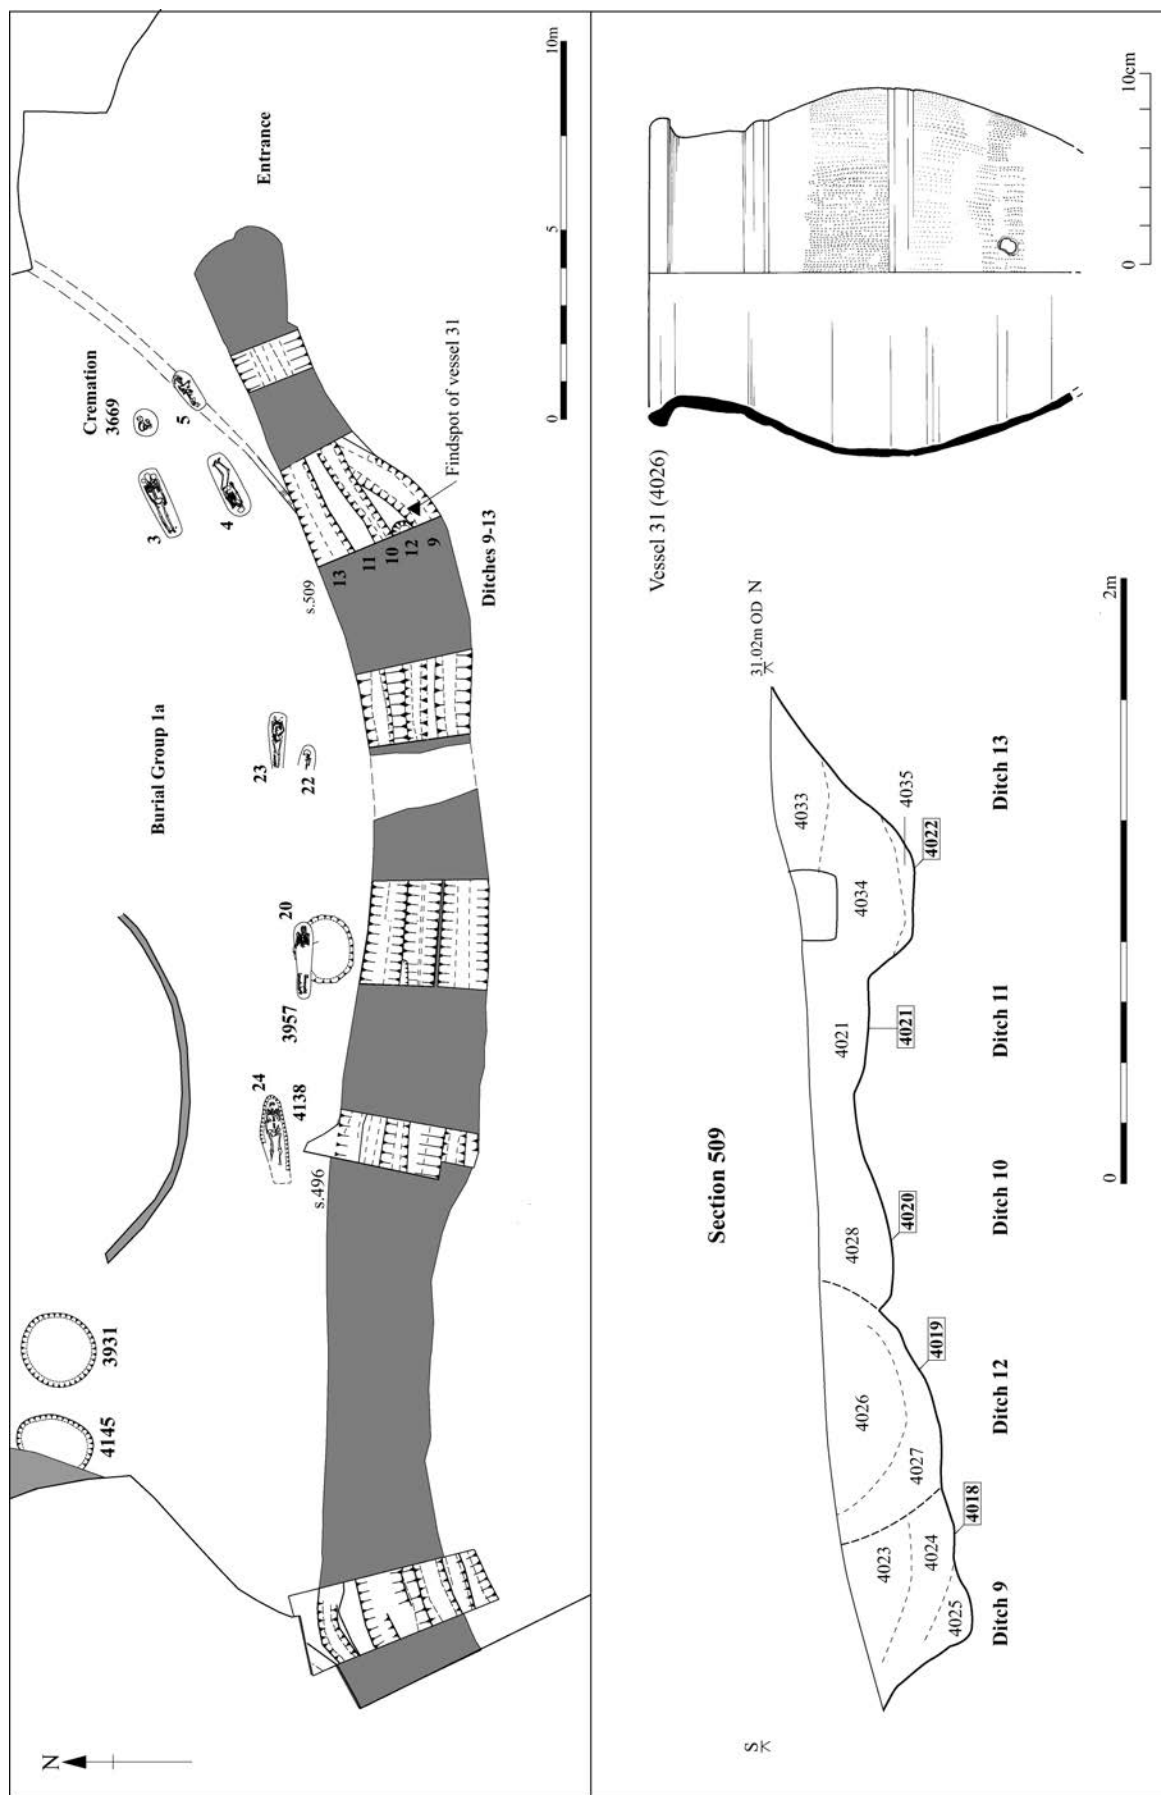 N
4145
3931
Burial Group 1a
Cremation
3669
Entrance
3
4
5
23
22
20
3957
24
4138
s.496
s.509
13
11
10
12
9
Findspot of vessel 31
Ditches 9-13
0
5
10m
Section 509
S
31.02m OD N
4023
4024
4025
4018
4026
4027
4019
4028
4020
4021
4021
4033
4034
4035
4022
Ditch 9
Ditch 12
Ditch 10
Ditch 11
Ditch 13
0
2m
Vessel 31 (4026)
0
10cm